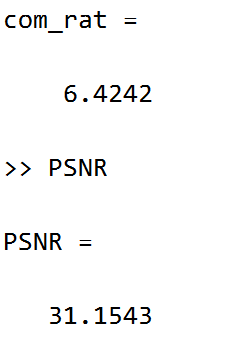 com_rat =
6.4242
>> PSNR
PSNR =
31.1543